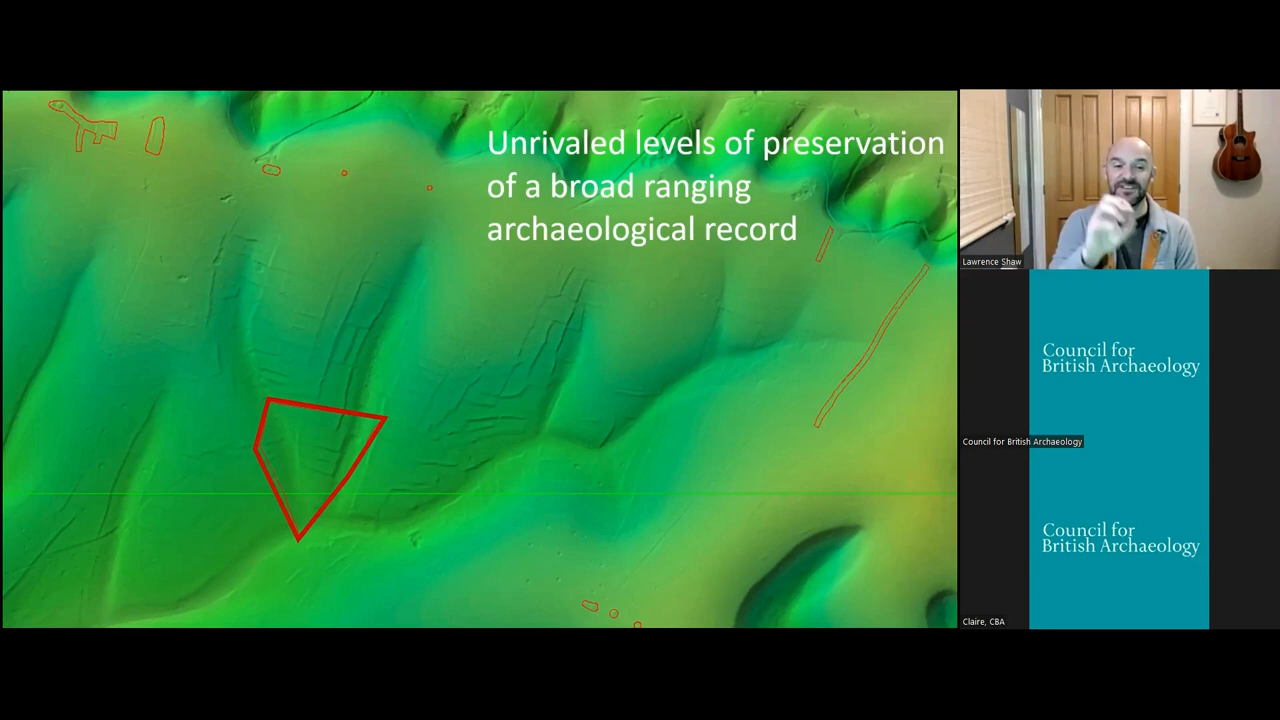 Unrivaled levels of preservation
of a broad ranging
archaeological record
Lawrence Shaw
Council for
British Archaeology
Council for British Archaeology
Council for
British Archaeology
Claire, CBA